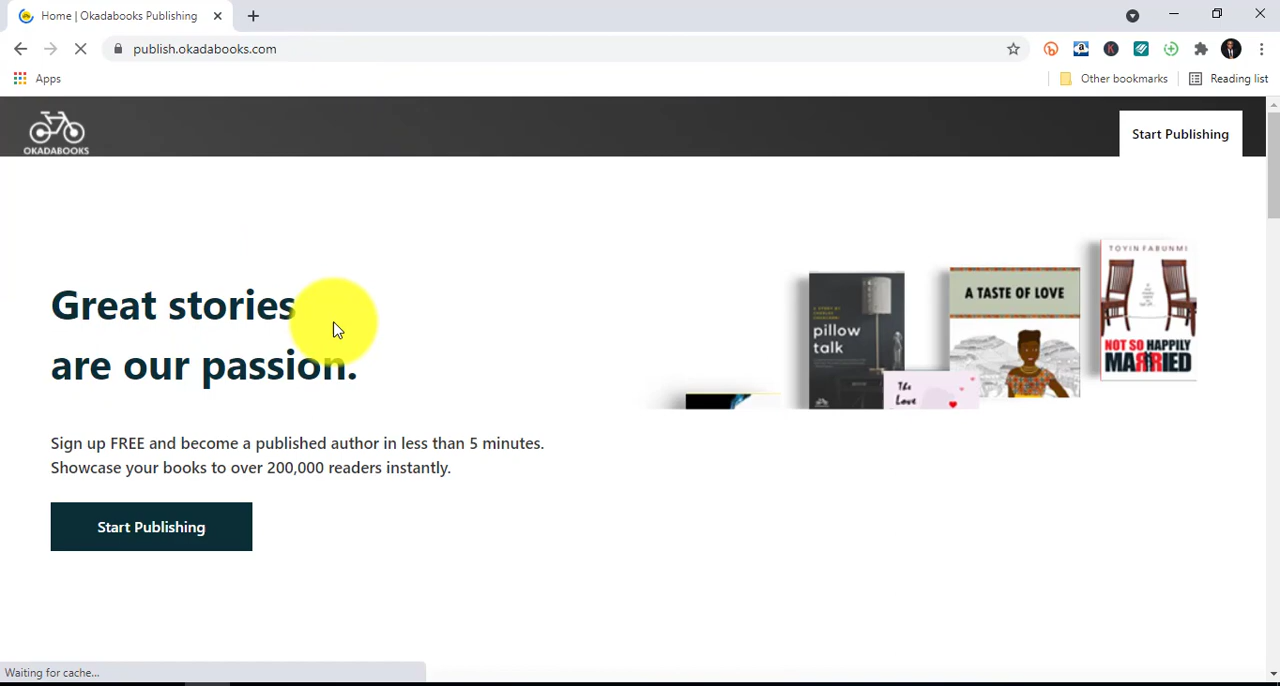 Home | Okadabooks Publishing
publish.okadabooks.com
Apps
Other bookmarks
Reading list
OKADABOOKS
Start Publishing
Great stories
are our passion.
Sign up FREE and become a published author in less than 5 minutes.
Showcase your books to over 200,000 readers instantly.
Start Publishing
pillow
talk
The
Love
A TASTE OF LOVE
TOYIN FABUNMI
NOT SO HAPPILY
MARRIED
Waiting for cache...